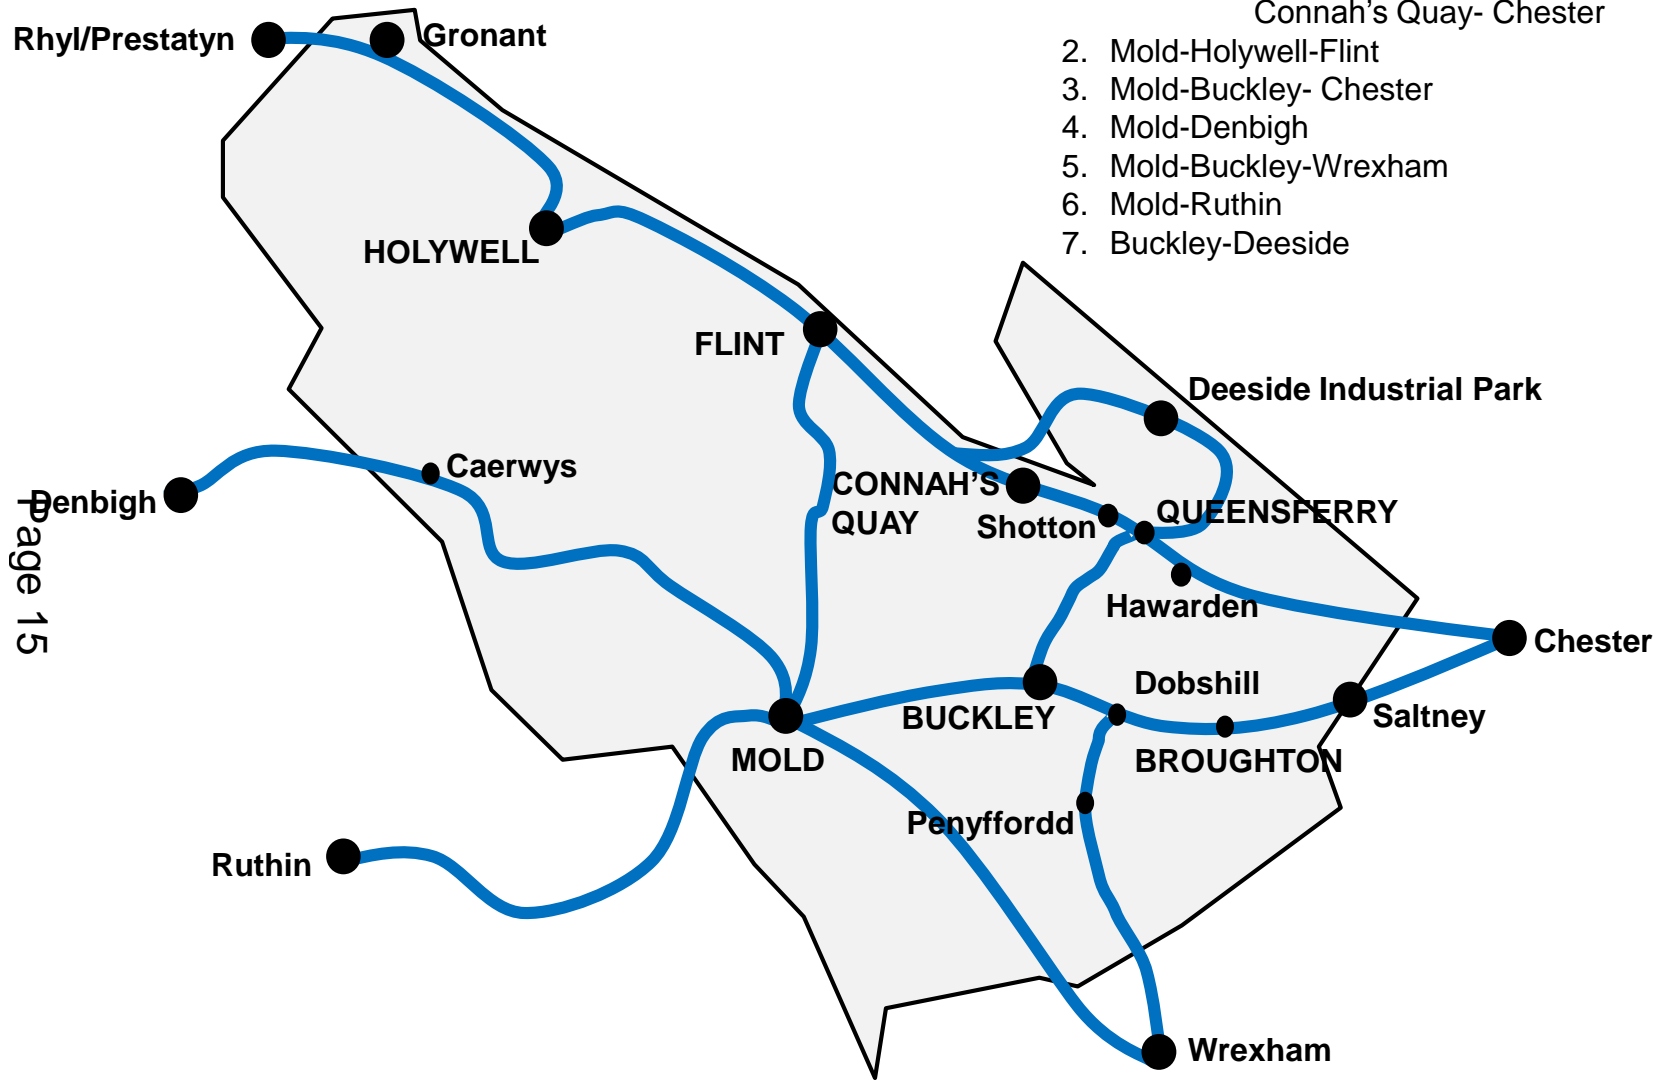 Connah's Quay- Chester
2. Mold-Holywell-Flint
3. Mold-Buckley- Chester
4. Mold-Denbigh
5. Mold-Buckley-Wrexham
6. Mold-Ruthin
7. Buckley-Deeside
Rhyl/Prestatyn
Gronant
HOLYWELL
FLINT
Deeside Industrial Park
Caerwys
Denbigh
CONNAH'S
QUAY
Shotton
QUEENSFERRY
Hawarden
Chester
Dobshill
BUCKLEY
Saltney
MOLD
BROUGHTON
Penyffordd
Ruthin
Wrexham
Page 15